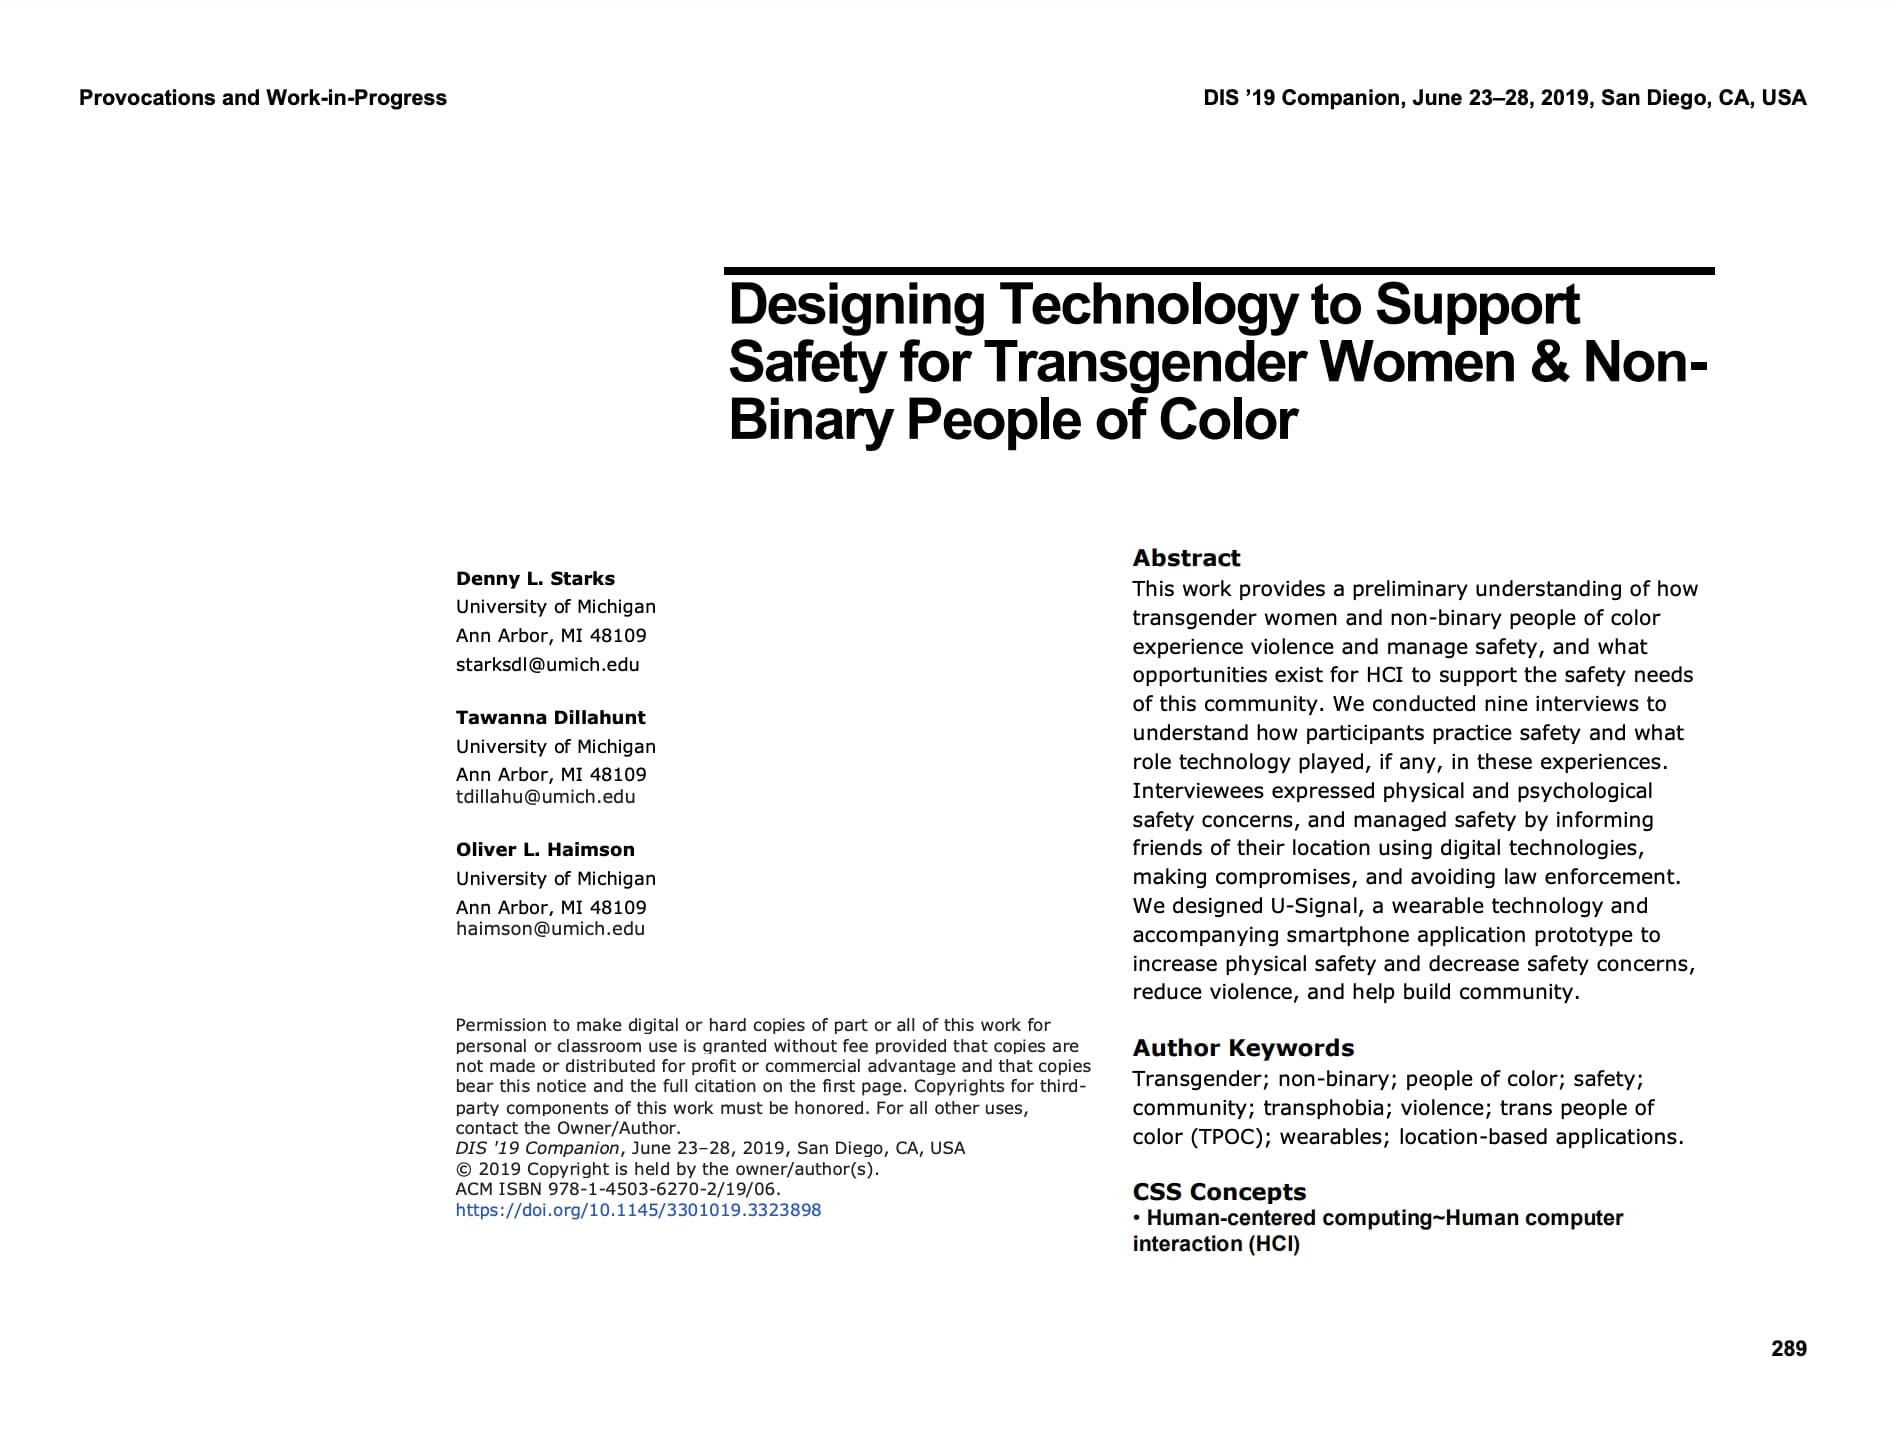 Provocations and Work-in-Progress
DIS ’19 Companion, June 23–28, 2019, San Diego, CA, USA
Designing Technology to Support
Safety for Transgender Women & Non-
Binary People of Color
Denny L. Starks
University of Michigan
Ann Arbor, MI 48109
starksdl@umich.edu
Tawanna Dillahunt
University of Michigan
Ann Arbor, MI 48109
tdillahu@umich.edu
Oliver L. Haimson
University of Michigan
Ann Arbor, MI 48109
haimson@umich.edu
Permission to make digital or hard copies of part or all of this work for
personal or classroom use is granted without fee provided that copies are
not made or distributed for profit or commercial advantage and that copies
bear this notice and the full citation on the first page. Copyrights for third-
party components of this work must be honored. For all other uses,
contact the Owner/Author.
DIS '19 Companion, June 23–28, 2019, San Diego, CA, USA
© 2019 Copyright is held by the owner/author(s).
ACM ISBN 978-1-4503-6270-2/19/06.
https://doi.org/10.1145/3301019.3323898
Abstract
This work provides a preliminary understanding of how
transgender women and non-binary people of color
experience violence and manage safety, and what
opportunities exist for HCI to support the safety needs
of this community. We conducted nine interviews to
understand how participants practice safety and what
role technology played, if any, in these experiences.
Interviewees expressed physical and psychological
safety concerns, and managed safety by informing
friends of their location using digital technologies,
making compromises, and avoiding law enforcement.
We designed U-Signal, a wearable technology and
accompanying smartphone application prototype to
increase physical safety and decrease safety concerns,
reduce violence, and help build community.
Author Keywords
Transgender; non-binary; people of color; safety;
community; transphobia; violence; trans people of
color (TPOC); wearables; location-based applications.
CSS Concepts
• Human-centered computing~Human computer
interaction (HCI)
289